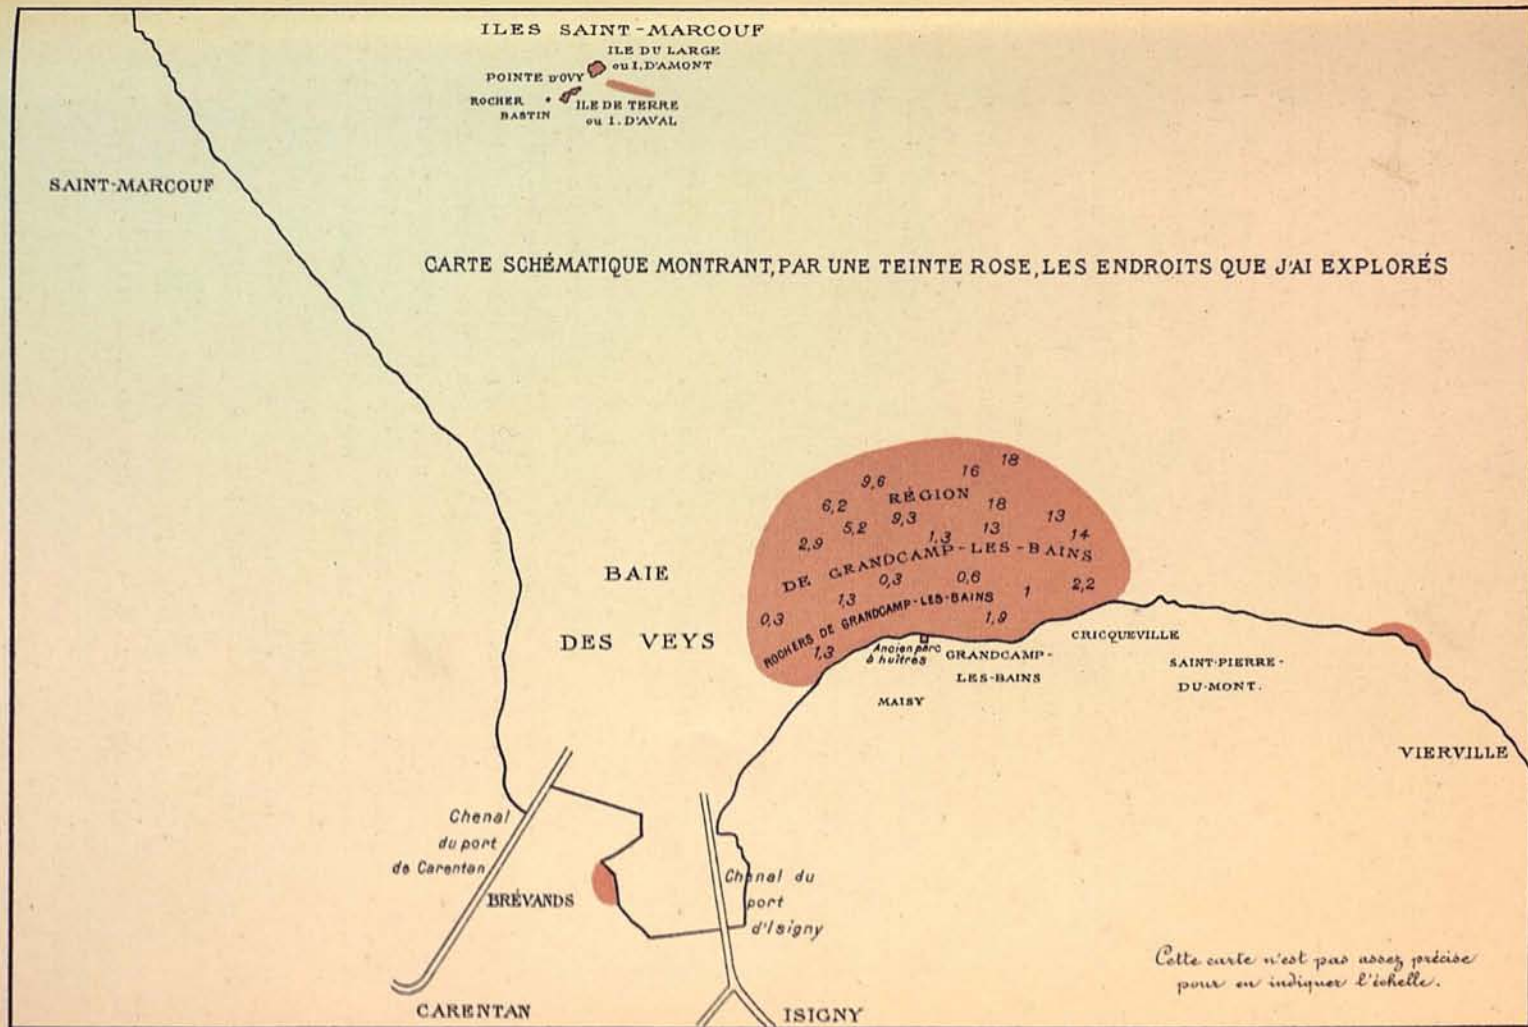 ILES SAINT-MARCOUF
ILE DU LARGE
ou I. D'AMONT
POINTE D'OVY
ROCHER
BASTIN
ILE DE TERRE
ou I. D'AVAL
SAINT-MARCOUF
CARTE SCHÉMATIQUE MONTRANT, PAR UNE TEINTE ROSE, LES ENDROITS QUE J'AI EXPLORÉS
18
16
9,6
RÉGION
6,2
18
9,3
13
5,2
13
14
1,3
2,9
DE GRANDCAMP-LES-BAINS
0,3
0,6
2,2
1
1,3
ROCHERS DE GRANDCAMP-LES-BAINS
0,3
1,9
1,3
BAIE
DES VEYS
Ancien parc
à huîtres
GRANDCAMP-
LES-BAINS
MAISY
CRICQUEVILLE
SAINT-PIERRE-
DU-MONT.
VIERVILLE
Chenal
du port
de Carentan
BRÉVANDS
Chenal du
port
d'Isigny
CARENTAN
ISIGNY
Cette carte n'est pas assez précise
pour en indiquer l'échelle.